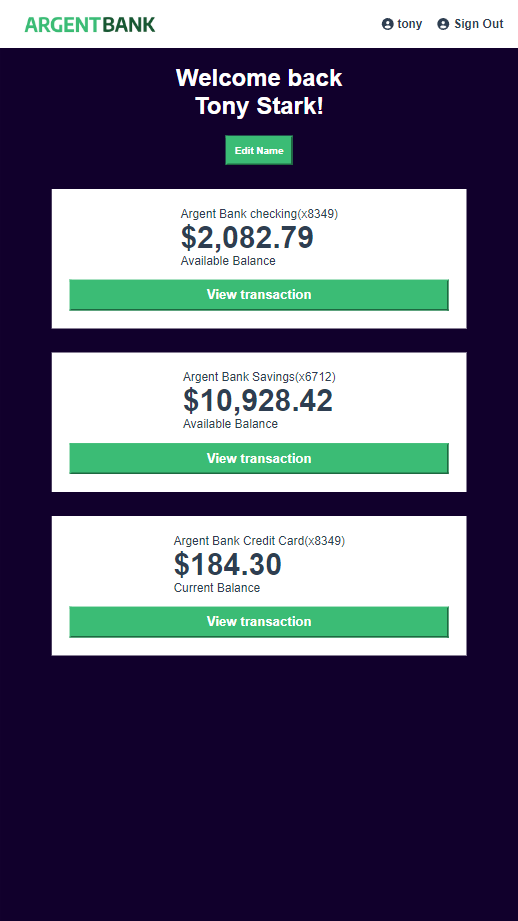 ARGENTBANK
tony Sign Out
Welcome back
Tony Stark!
Edit Name
Argent Bank checking(x8349)
$2,082.79
Available Balance
View transaction
Argent Bank Savings(x6712)
$10,928.42
Available Balance
View transaction
Argent Bank Credit Card(x8349)
$184.30
Current Balance
View transaction